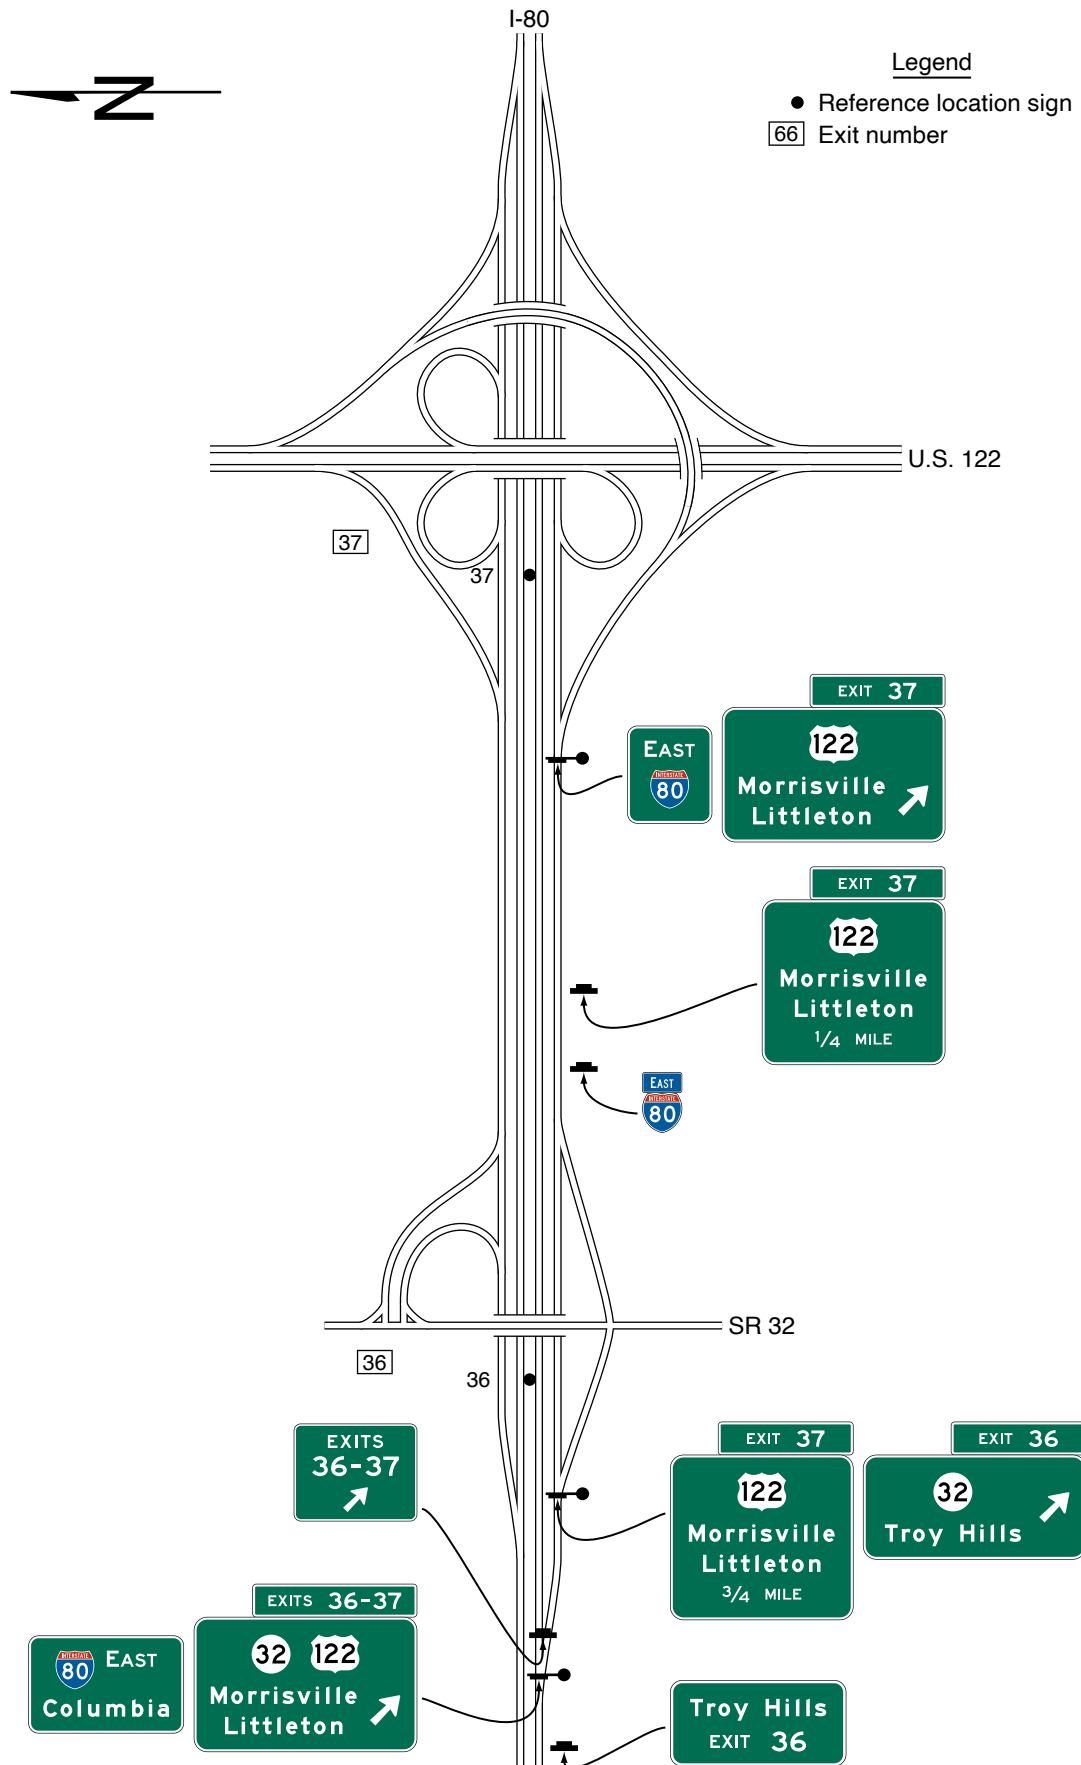 I-80
N
Legend
Reference location sign
66 Exit number
U.S. 122
37
37
EXIT 37
122
Morrisville
Littleton
EAST
INTERSTATE
80
EXIT 37
122
Morrisville
Littleton
1/4 MILE
EAST
INTERSTATE
80
SR 32
36
36
EXITS
36-37
EXIT 37
122
Morrisville
Littleton
3/4 MILE
EXIT 36
32
Troy Hills
EXITS 36-37
32 122
Morrisville
Littleton
INTERSTATE
80 EAST
Columbia
Troy Hills
EXIT 36